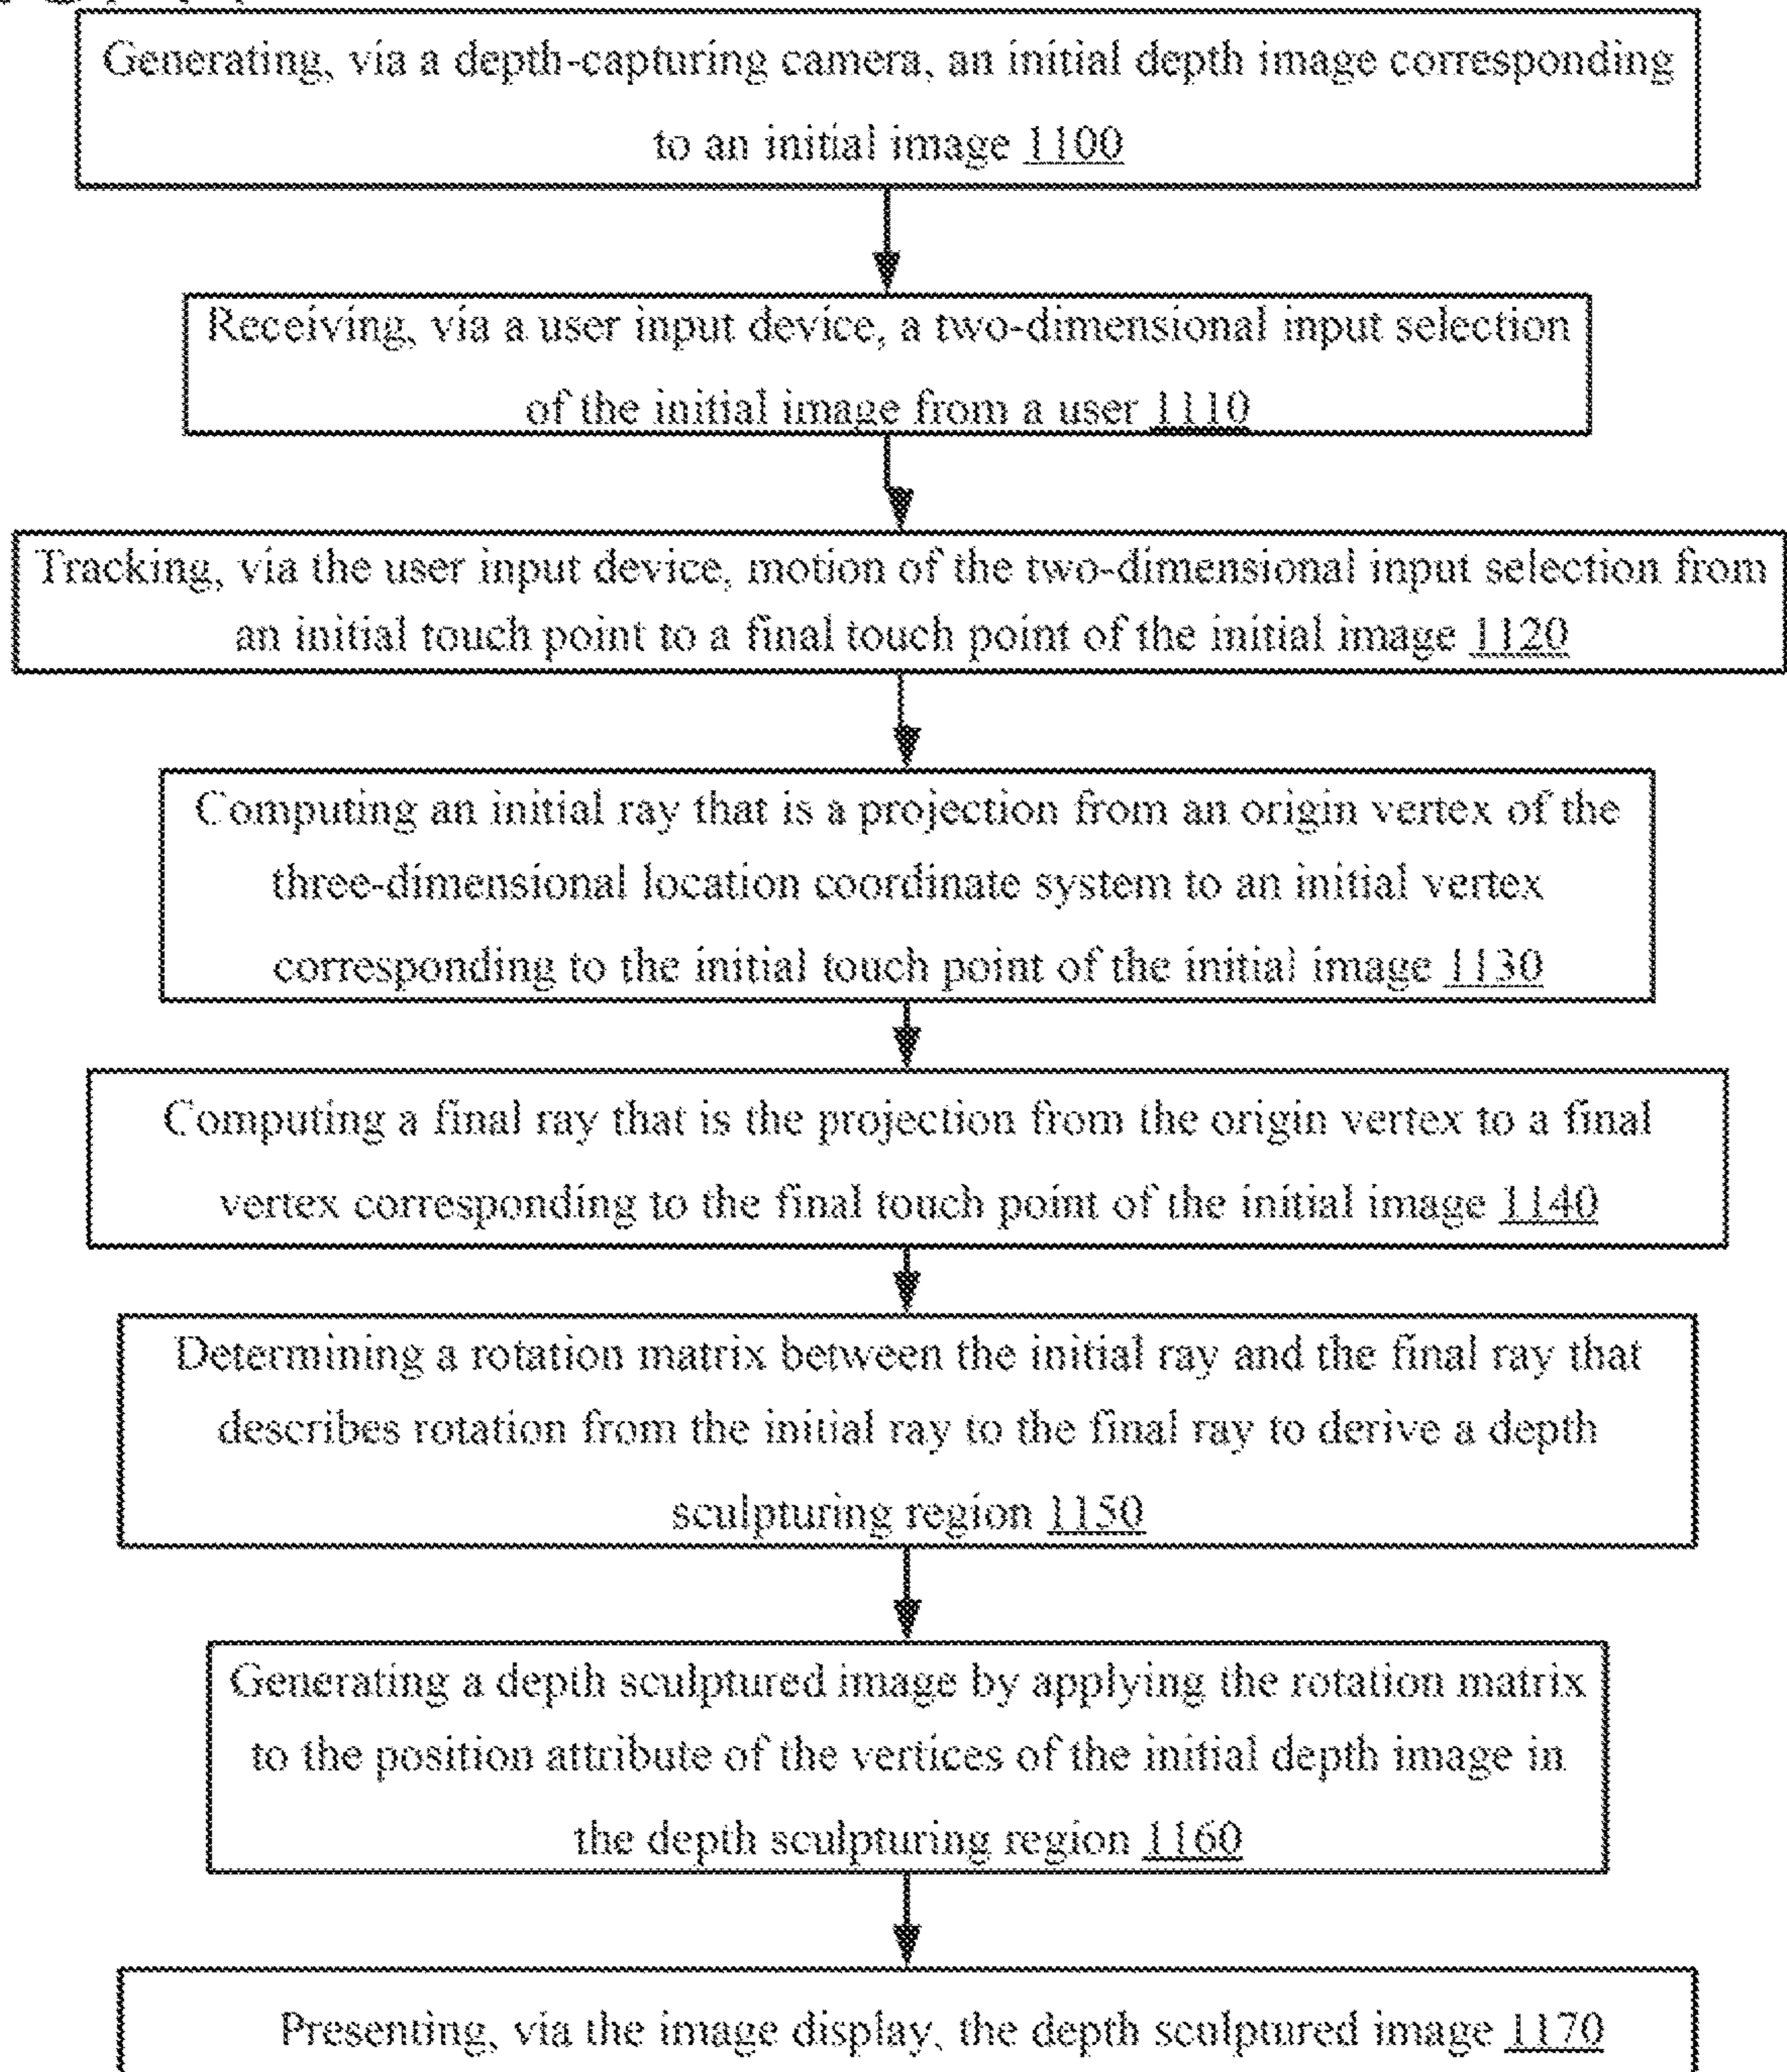 Generating, via a depth-capturing camera, an initial depth image corresponding
to an initial image 1100
Receiving, via a user input device, a two-dimensional input selection
of the initial image from a user 1110
Tracking, via the user input device, motion of the two-dimensional input selection from
an initial touch point to a final touch point of the initial image 1120
Computing an initial ray that is a projection from an origin vertex of the
three-dimensional location coordinate system to an initial vertex
corresponding to the initial touch point of the initial image 1130
Computing a final ray that is the projection from the origin vertex to a final
vertex corresponding to the final touch point of the initial image 1140
Determining a rotation matrix between the initial ray and the final ray that
describes rotation from the initial ray to the final ray to derive a depth
sculpturing region 1150
Generating a depth sculptured image by applying the rotation matrix
to the position attribute of the vertices of the initial depth image in
the depth sculpturing region 1160
Presenting, via the image display, the depth sculptured image 1170